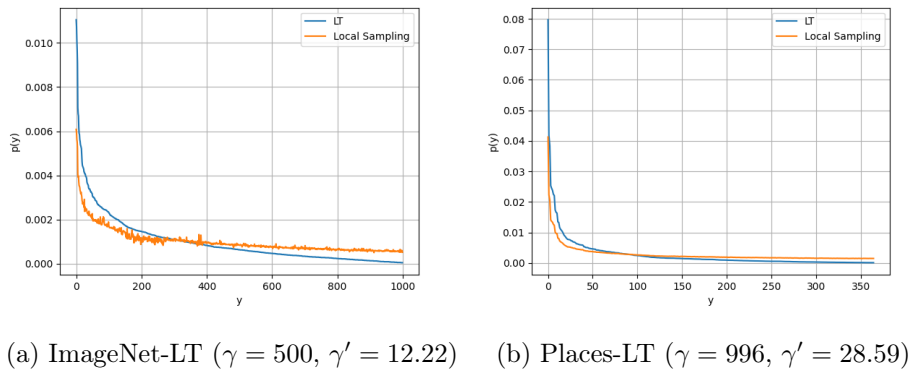 LT
Local Sampling
0.010
0.008
0.006
0.004
0.002
0.000
p(y)
0 200 400 600 800 1000
y
LT
Local Sampling
0.08
0.07
0.06
0.05
0.04
0.03
0.02
0.01
0.00
p(y)
0 50 100 150 200 250 300 350
y
(a) ImageNet-LT (γ = 500, γ′ = 12.22) (b) Places-LT (γ = 996, γ′ = 28.59)